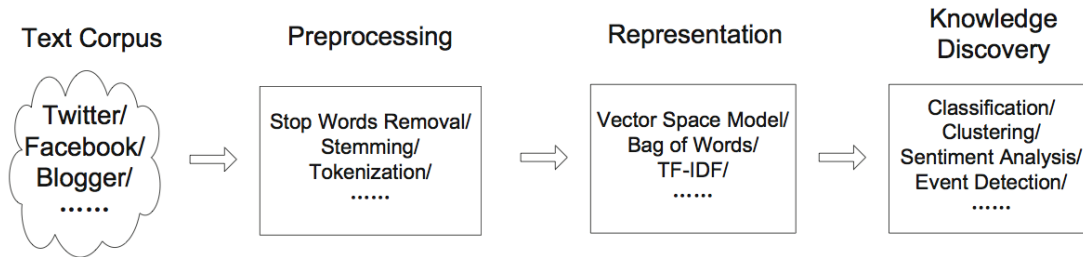 Text Corpus
Twitter/
Facebook/
Blogger/
......
Preprocessing
Stop Words Removal/
Stemming/
Tokenization/
......
Representation
Vector Space Model/
Bag of Words/
TF-IDF/
......
Knowledge
Discovery
Classification/
Clustering/
Sentiment Analysis/
Event Detection/
......